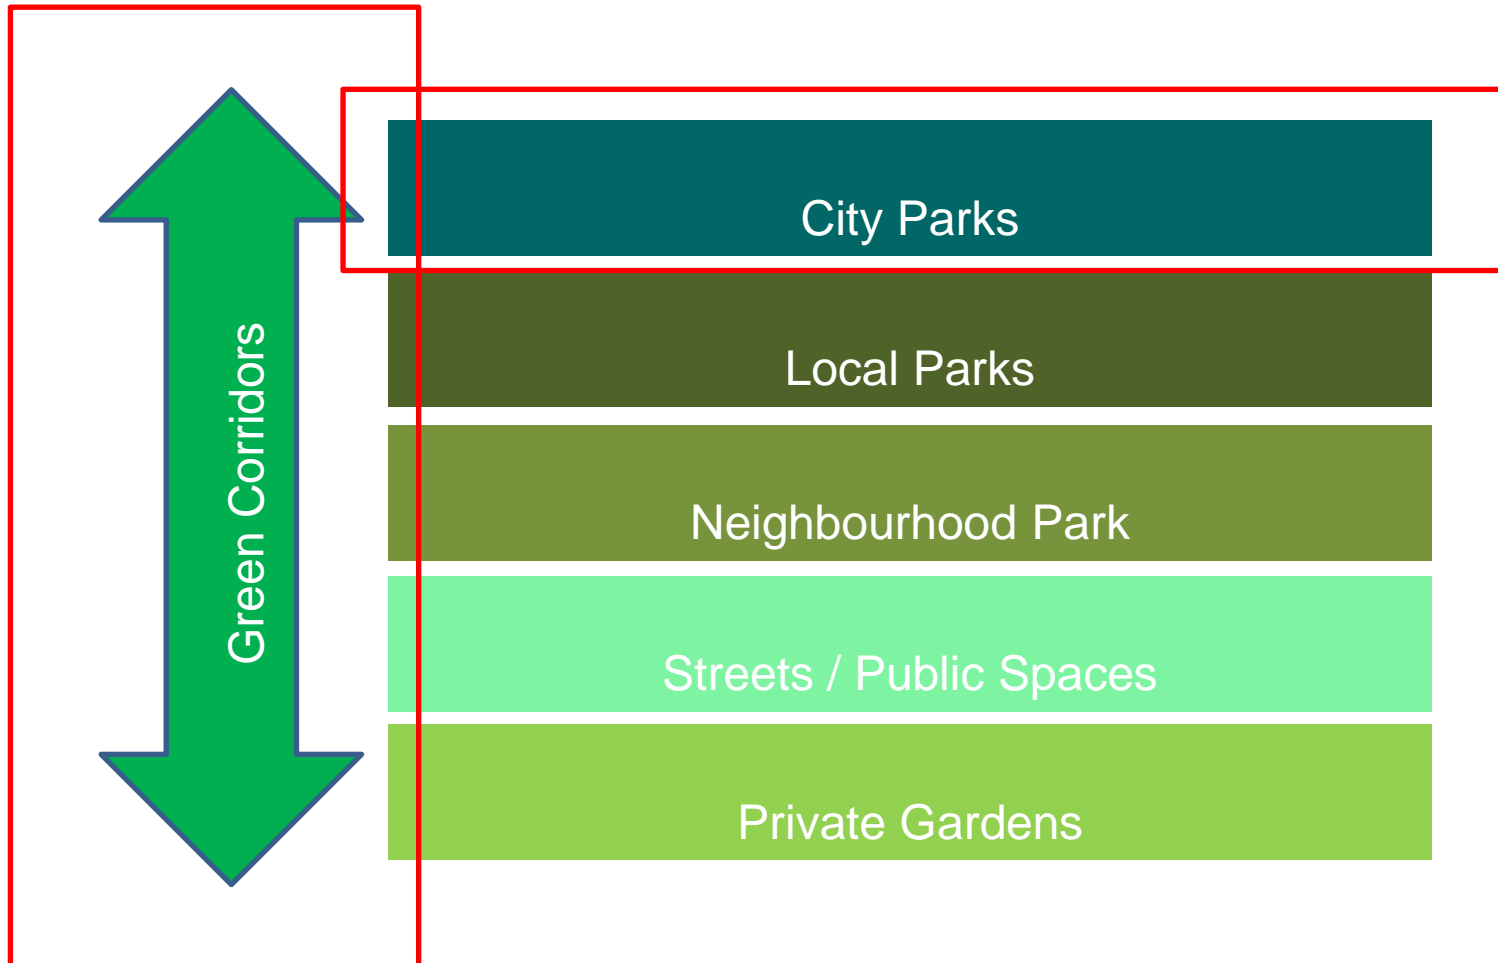 Green Corridors
City Parks
Local Parks
Neighbourhood Park
Streets / Public Spaces
Private Gardens